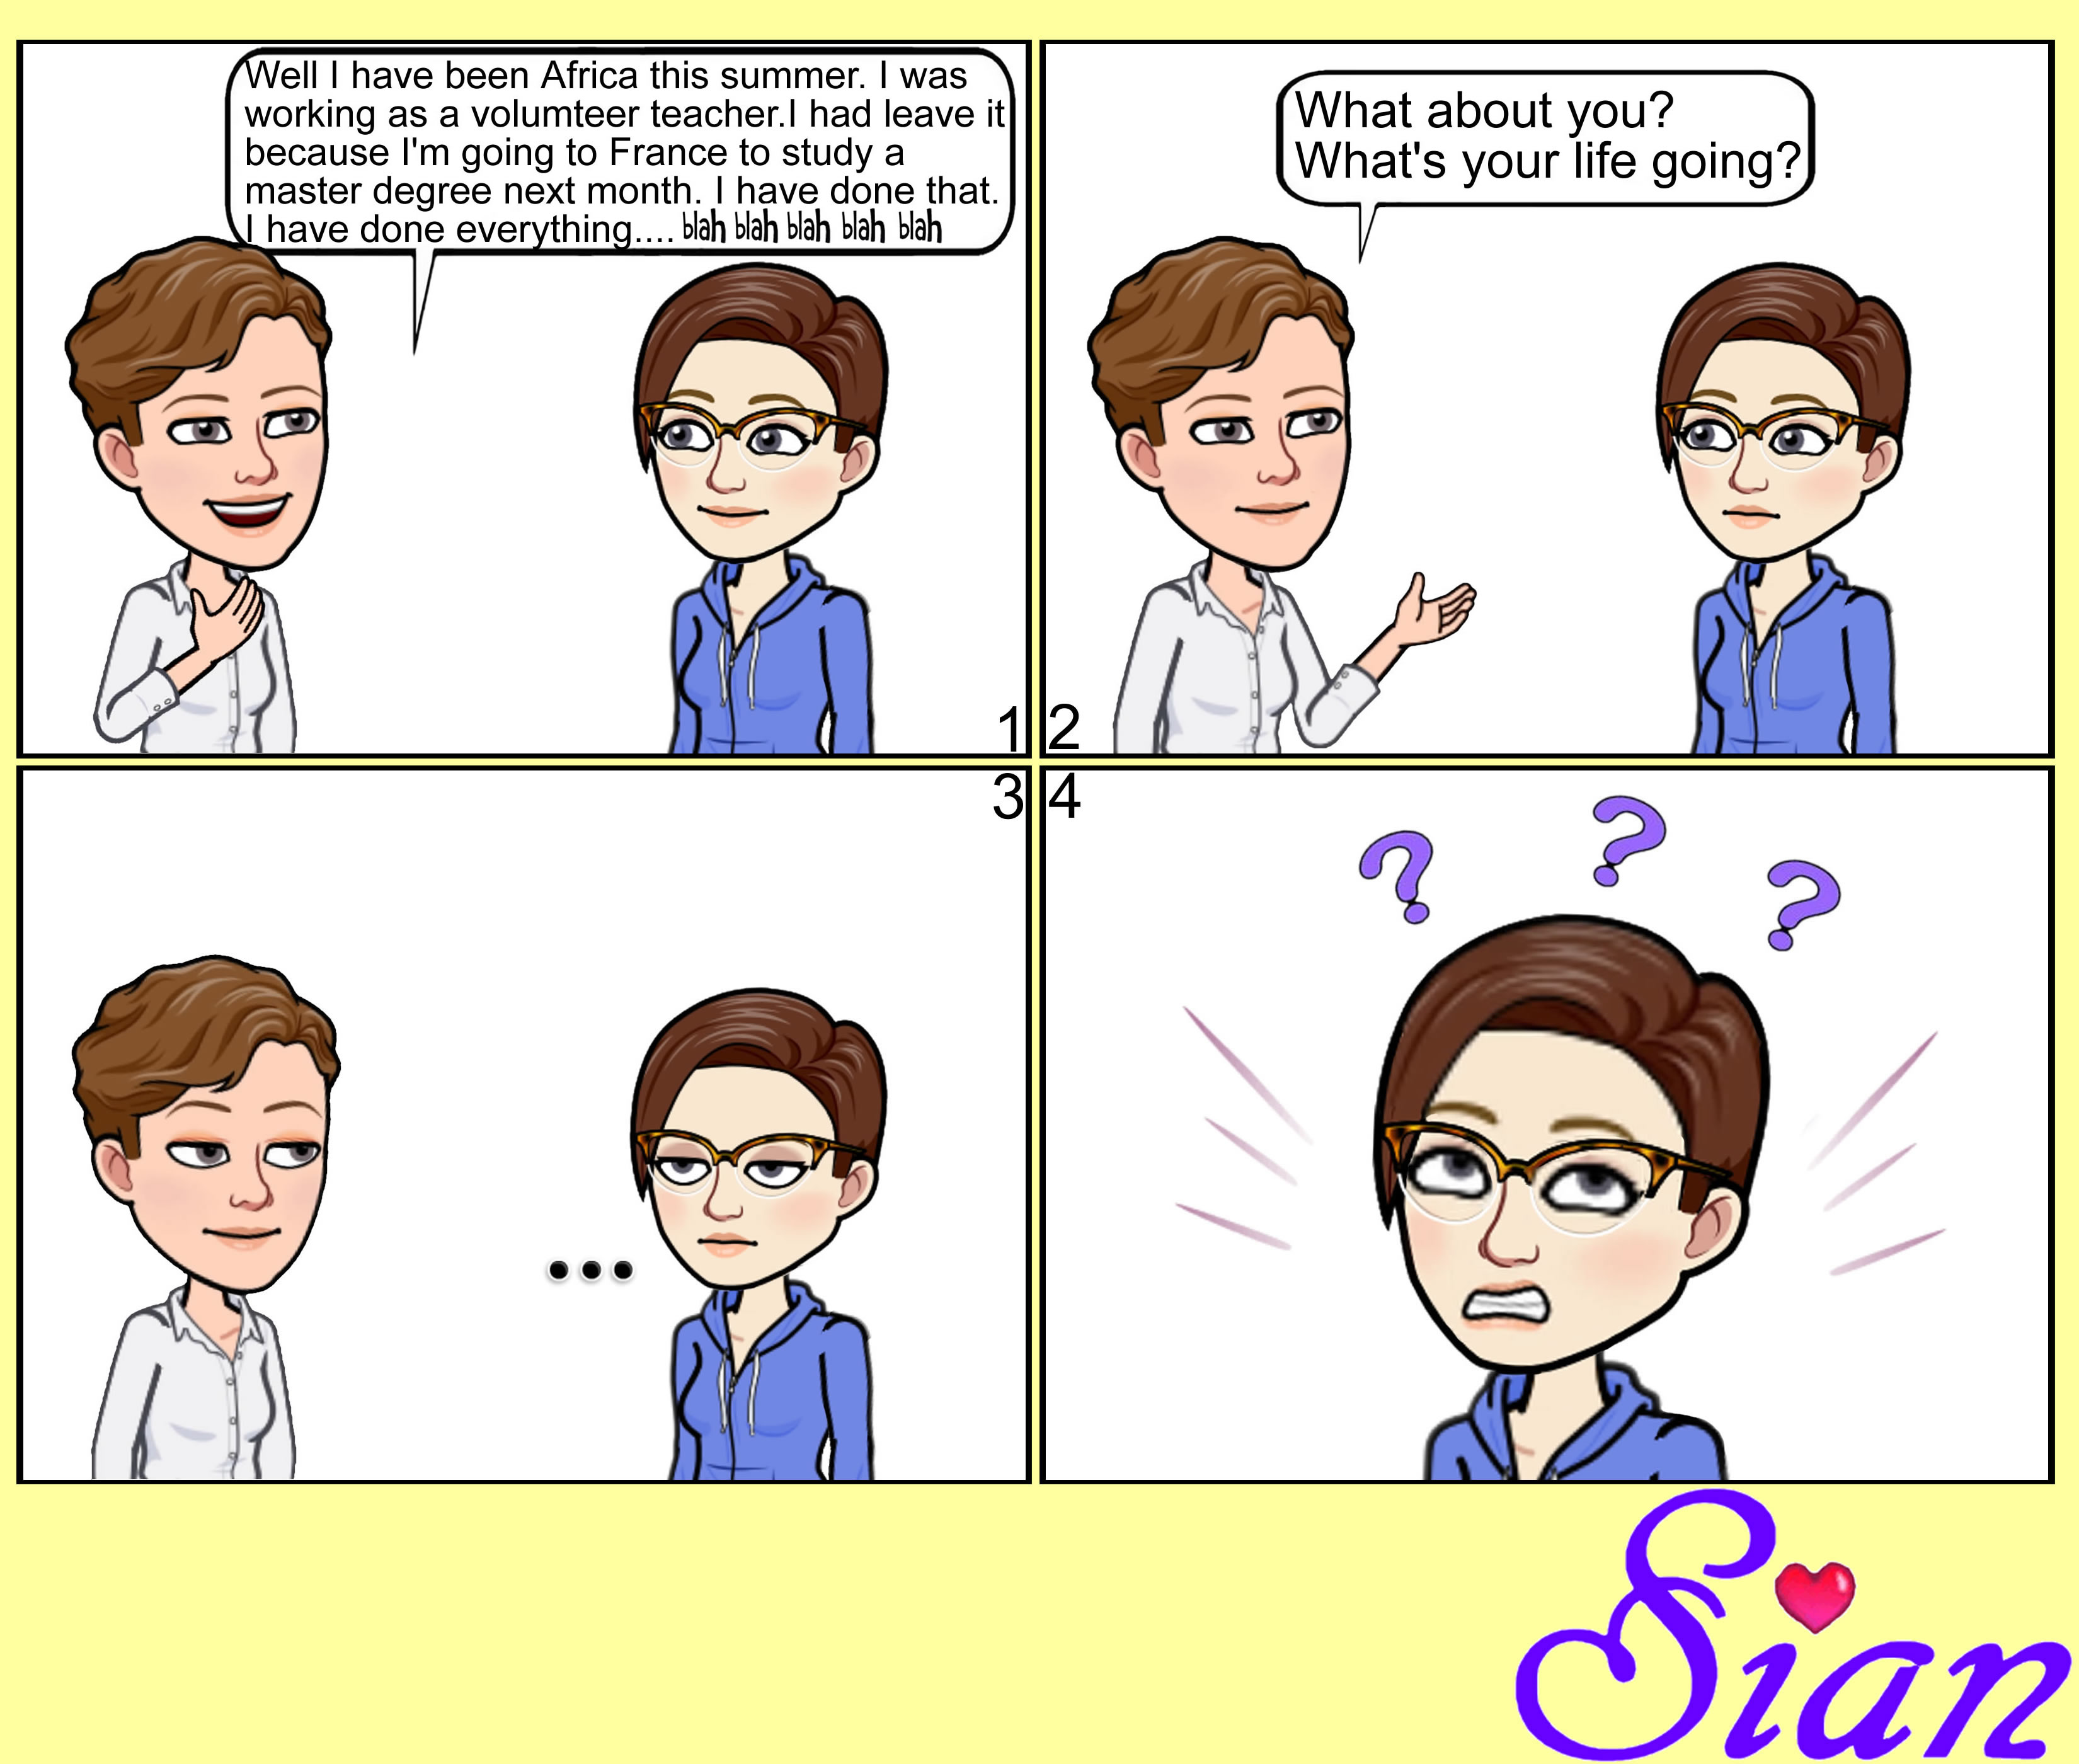 Well I have been Africa this summer. I was
working as a volumteer teacher.I had leave it
because I'm going to France to study a
master degree next month. I have done that.
I have done everything.... blah blah blah blah blah
1
What about you?
What's your life going?
2
3
...
4
? ? ?
Sian